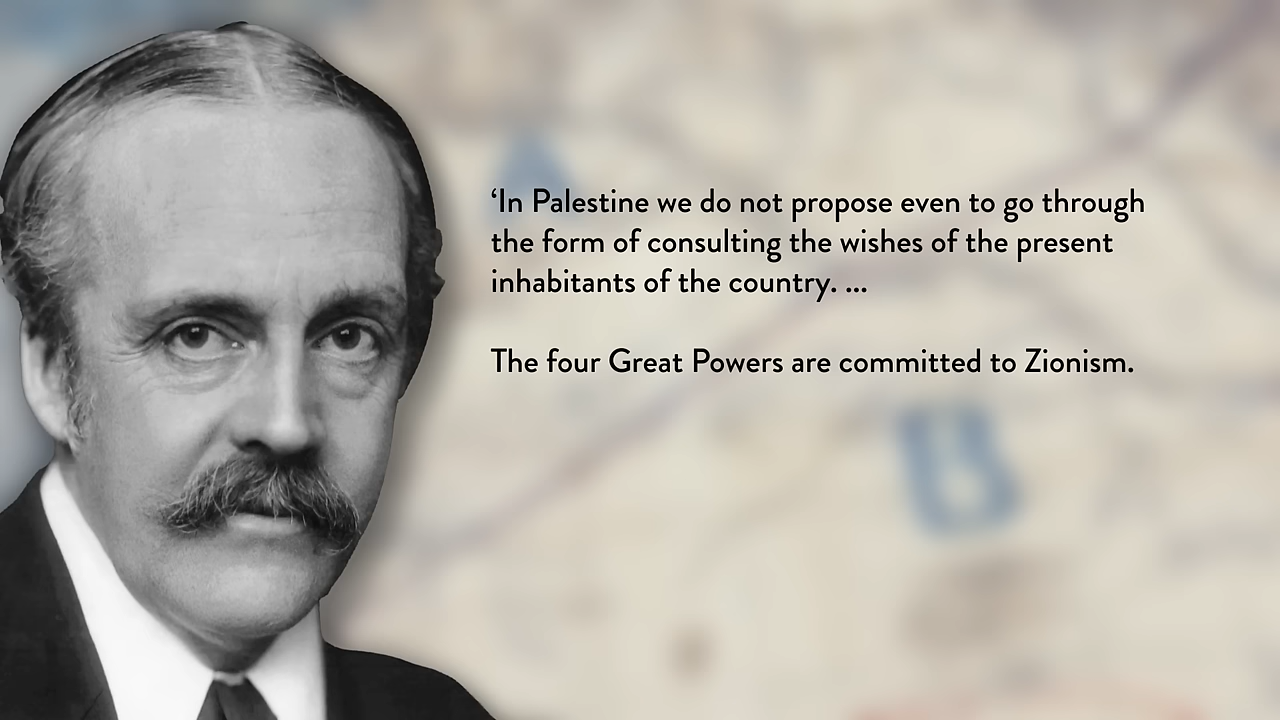 ‘In Palestine we do not propose even to go through
the form of consulting the wishes of the present
inhabitants of the country. ...
The four Great Powers are committed to Zionism.
A
B